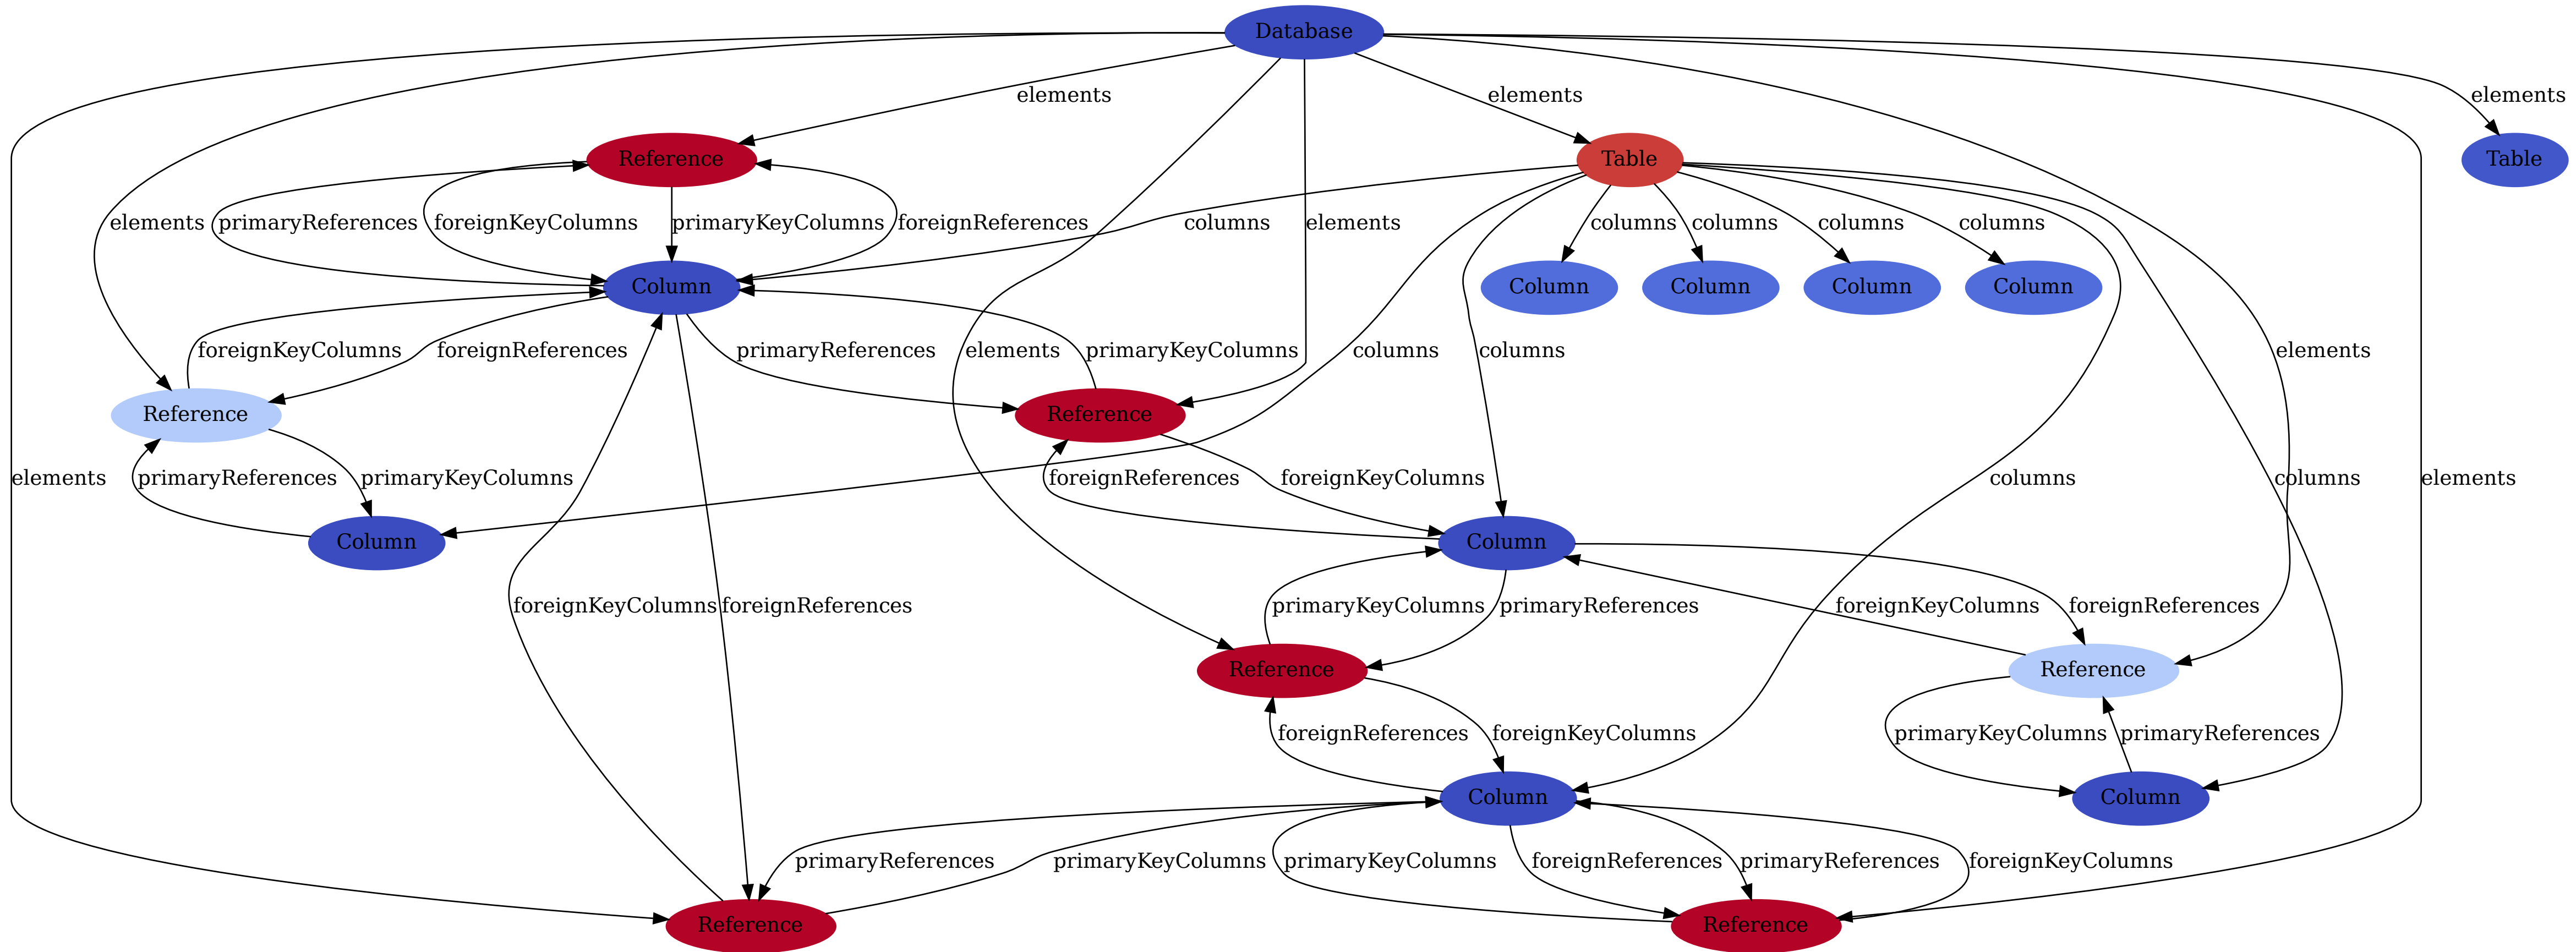 Database
elements
elements
elements
Reference
Table
Table
elements
primaryReferences
foreignKeyColumns
primaryKeyColumns
foreignReferences
columns
elements
columns
columns
columns
columns
Column
Column
Column
Column
Column
foreignKeyColumns
foreignReferences
primaryReferences
elements
primaryKeyColumns
columns
columns
elements
Reference
Reference
elements
primaryReferences
primaryKeyColumns
foreignReferences
foreignKeyColumns
columns
columns
elements
Column
Column
foreignKeyColumns
foreignReferences
primaryKeyColumns
primaryReferences
foreignKeyColumns
foreignReferences
Reference
Reference
foreignReferences
foreignKeyColumns
primaryKeyColumns
primaryReferences
Column
Column
primaryReferences
primaryKeyColumns
primaryKeyColumns
foreignReferences
primaryReferences
foreignKeyColumns
Reference
Reference